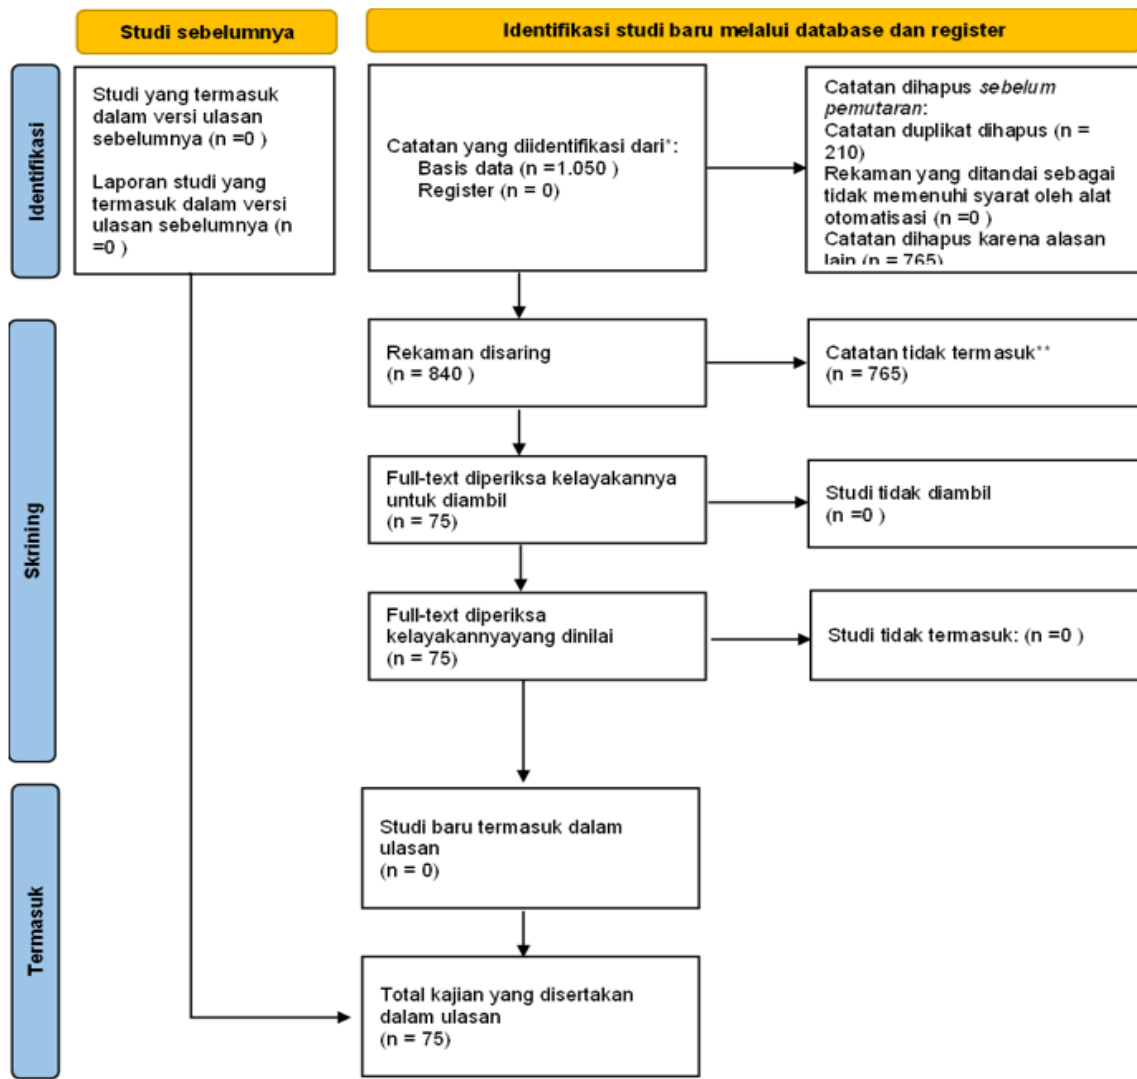 Studi sebelumnya
Identifikasi studi baru melalui database dan register
Identifikasi
Studi yang termasuk
dalam versi ulasan
sebelumnya (n =0 )
Laporan studi yang
termasuk dalam versi
ulasan sebelumnya (n
=0 )
Catatan yang diidentifikasi dari*:
Basis data (n =1.050 )
Register (n = 0)
Catatan dihapus sebelum
pemutaran:
Catatan duplikat dihapus (n =
210)
Rekaman yang ditandai sebagai
tidak memenuhi syarat oleh alat
otomatisasi (n =0 )
Catatan dihapus karena alasan
lain (n = 765)
Skrining
Rekaman disaring
(n = 840 )
Catatan tidak termasuk**
(n = 765)
Full-text diperiksa kelayakannya
untuk diambil
(n = 75)
Studi tidak diambil
(n =0 )
Full-text diperiksa
kelayakannyayang dinilai
(n = 75)
Studi tidak termasuk: (n =0 )
Termasuk
Studi baru termasuk dalam
ulasan
(n = 0)
Total kajian yang disertakan
dalam ulasan
(n = 75)